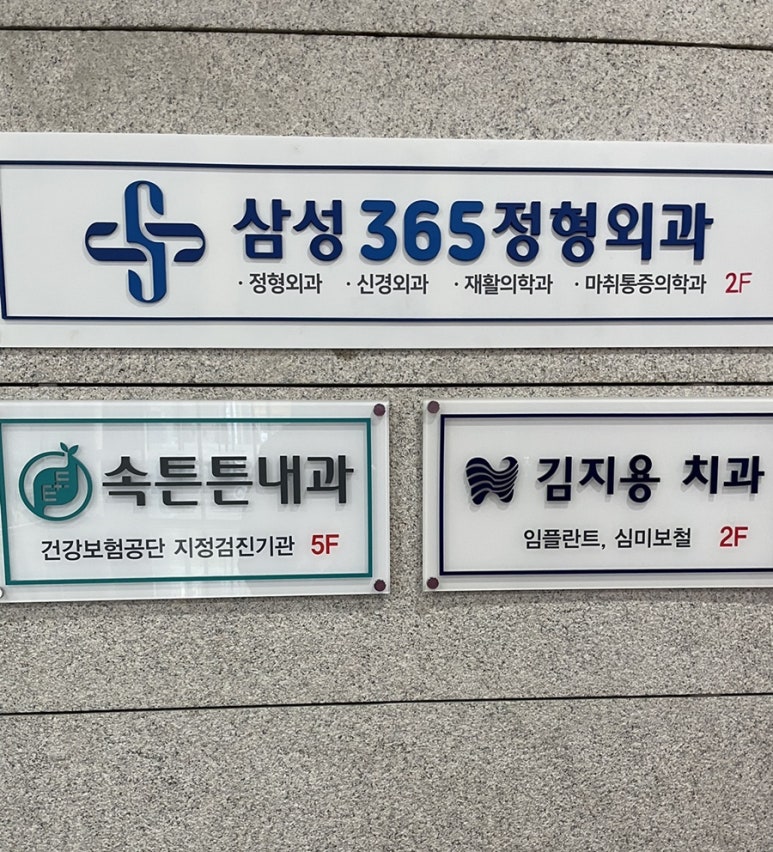 삼성 365 정형외과
· 정형외과 · 신경외과 · 재활의학과 · 마취통증의학과 2F
속튼튼내과
건강보험공단 지정검진기관 5F
김지용 치과
임플란트, 심미보철 2F